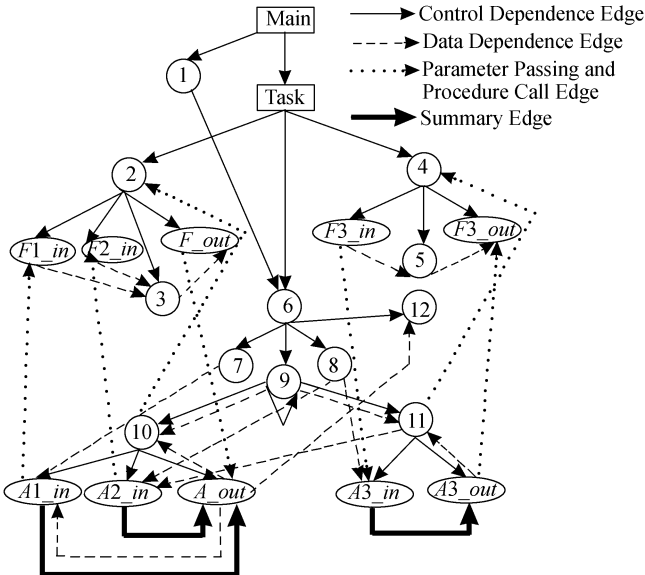 Main
Control Dependence Edge
Data Dependence Edge
1
Parameter Passing and
Procedure Call Edge
Task
Summary Edge
2
4
F1_in
F2_in
F_out
F3_in
F3_out
5
3
6
12
7
8
9
10
11
A1_in
A2_in
A_out
A3_in
A3_out